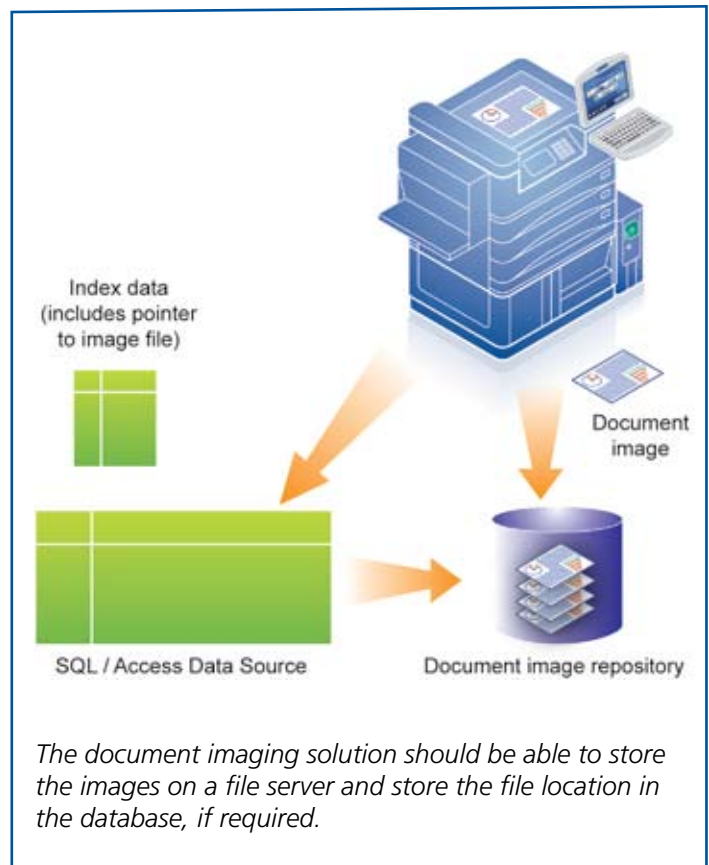 Index data
(includes pointer
to image file)
Document
image
SQL / Access Data Source
Document image repository
The document imaging solution should be able to store
the images on a file server and store the file location in
the database, if required.